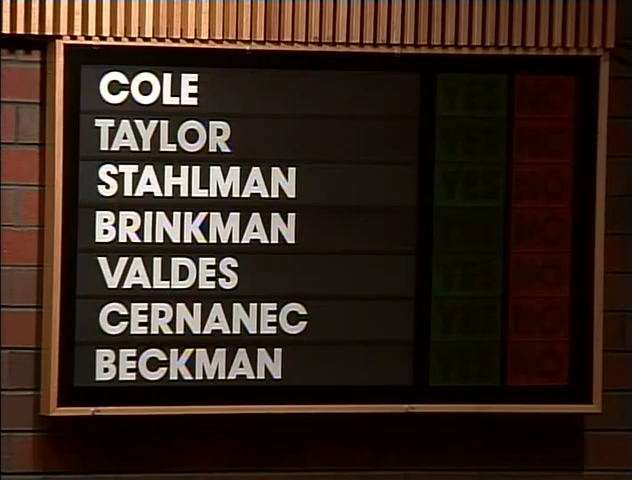 COLE
TAYLOR
STAHLMAN
BRINKMAN
VALDES
CERNANEC
BECKMAN